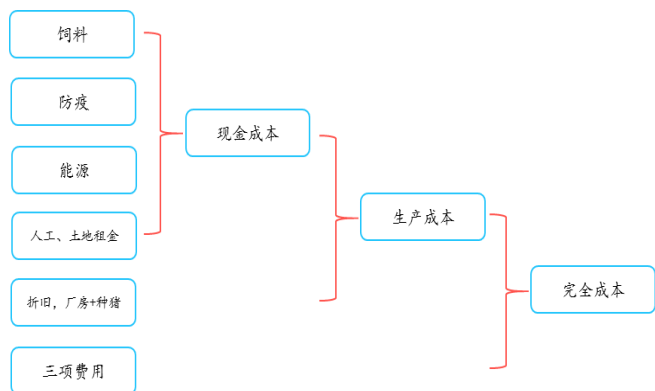 饲料
防疫
能源
人工、土地租金
折旧，厂房+种猪
三项费用
现金成本
生产成本
完全成本